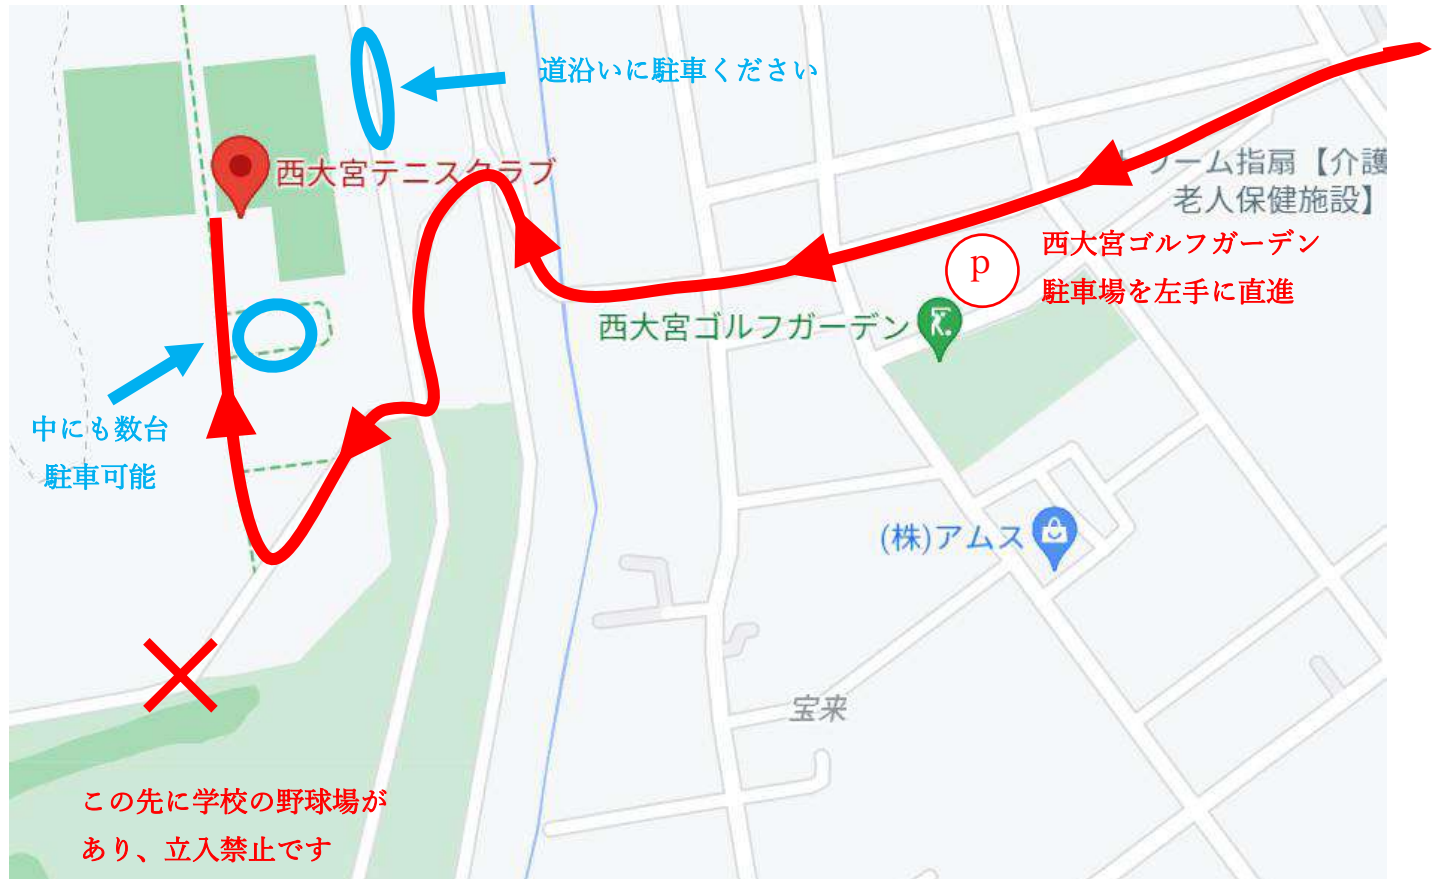 道沿いに駐車ください
西大宮テニスクラブ
ーム指扇【介護
老人保健施設】
p
西大宮ゴルフガーデン
駐車場を左手に直進
西大宮ゴルフガーデン
中にも数台
駐車可能
(株)アムス
宝来
この先に学校の野球場が
あり、立入禁止です